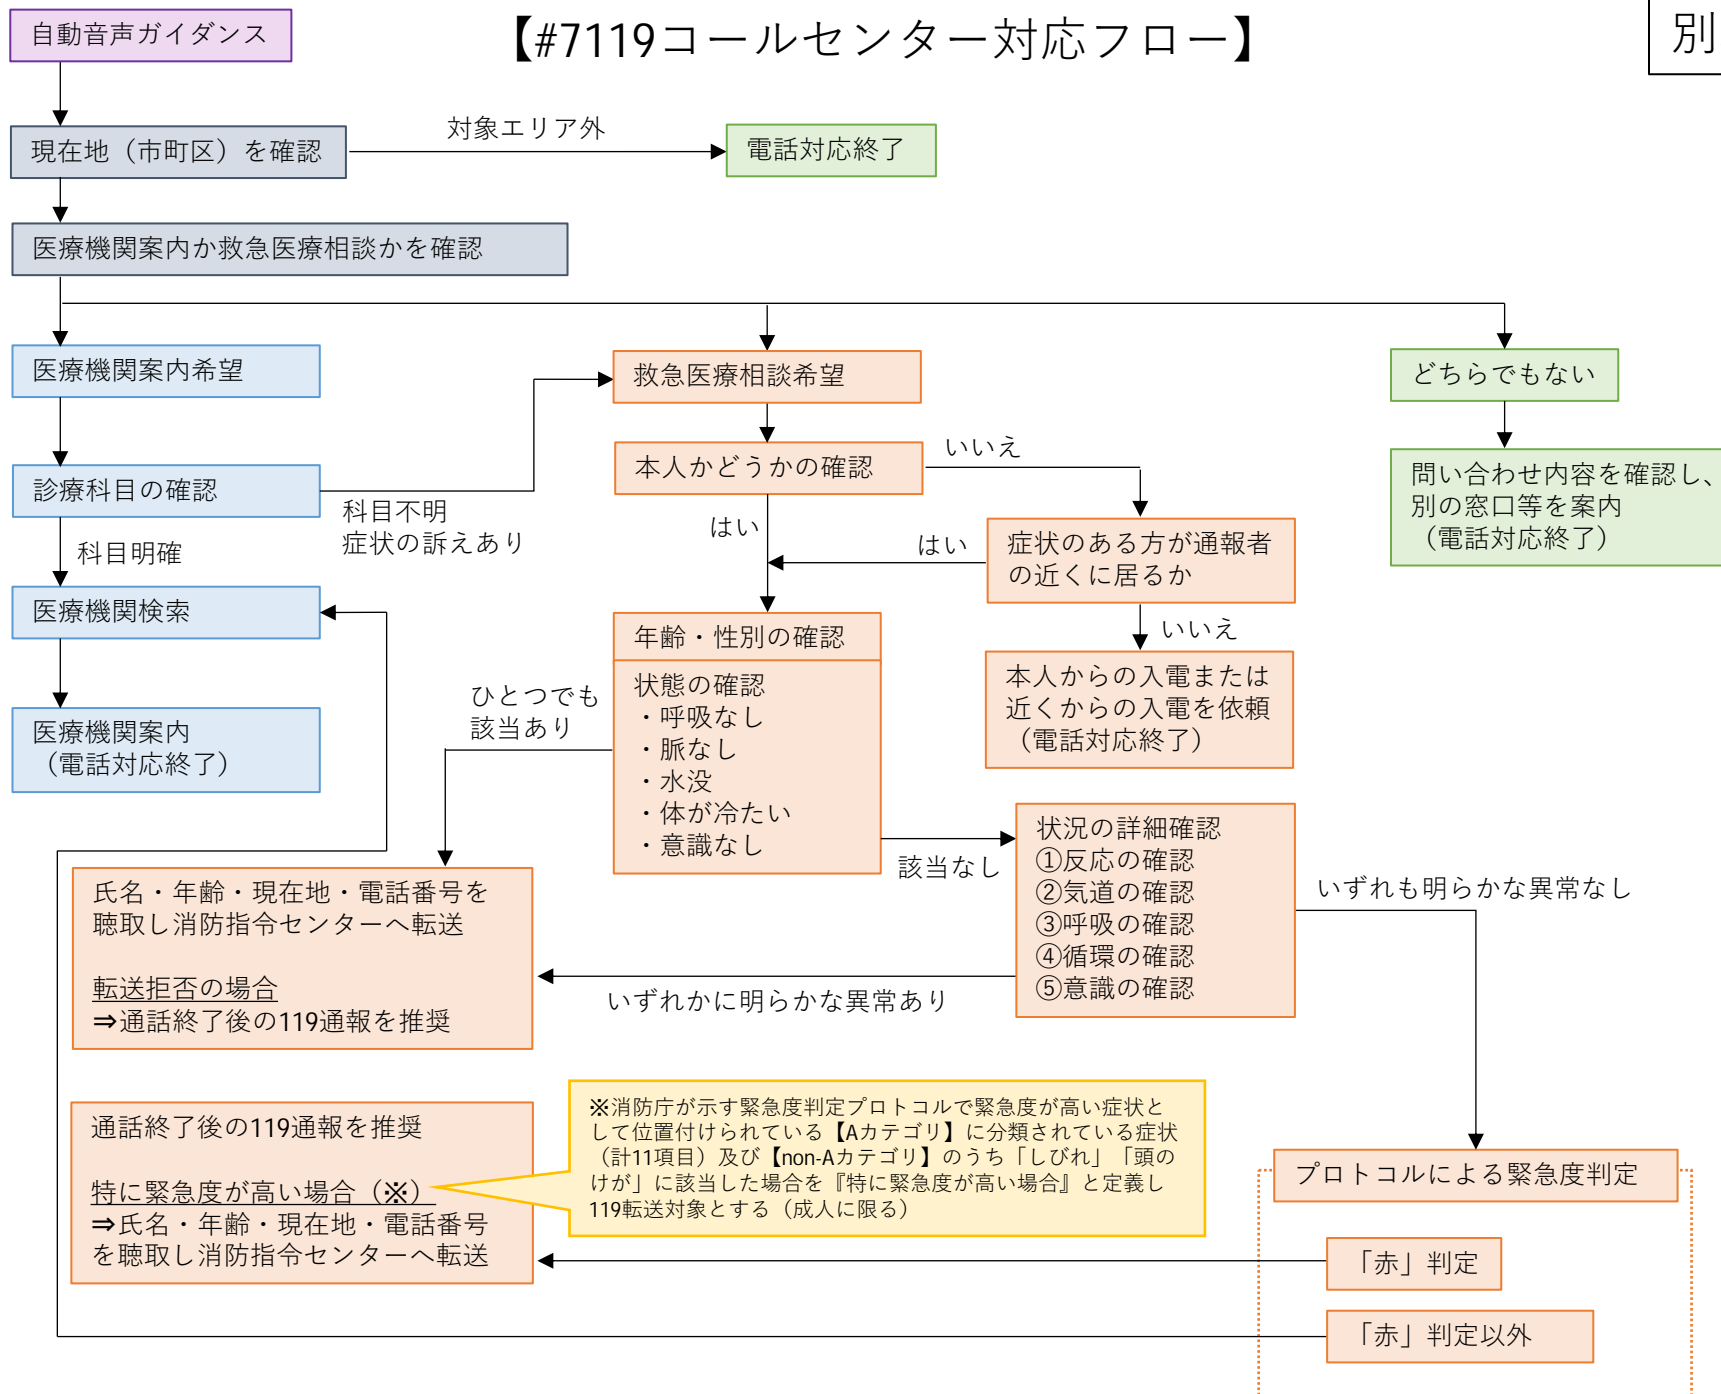 【#7119コールセンター対応フロー】
別
自動音声ガイダンス
現在地（市町区）を確認
対象エリア外
電話対応終了
医療機関案内か救急医療相談かを確認
医療機関案内希望
救急医療相談希望
どちらでもない
診療科目の確認
科目不明
症状の訴えあり
科目明確
本人かどうかの確認
いいえ
はい
問い合わせ内容を確認し、
別の窓口等を案内
（電話対応終了）
症状のある方が通報者
の近くに居るか
はい
いいえ
医療機関検索
医療機関案内
（電話対応終了）
年齢・性別の確認
状態の確認
・呼吸なし
・脈なし
・水没
・体が冷たい
・意識なし
ひとつでも
該当あり
本人からの入電または
近くからの入電を依頼
（電話対応終了）
該当なし
状況の詳細確認
①反応の確認
②気道の確認
③呼吸の確認
④循環の確認
⑤意識の確認
いずれも明らかな異常なし
氏名・年齢・現在地・電話番号を
聴取し消防指令センターへ転送
転送拒否の場合
⇒通話終了後の119通報を推奨
いずれかに明らかな異常あり
通話終了後の119通報を推奨
特に緊急度が高い場合（※）
⇒氏名・年齢・現在地・電話番号
を聴取し消防指令センターへ転送
※消防庁が示す緊急度判定プロトコルで緊急度が高い症状と
して位置付けられている【Aカテゴリ】に分類されている症状
（計11項目）及び【non-Aカテゴリ】のうち「しびれ」「頭の
けが」に該当した場合を『特に緊急度が高い場合』と定義し
119転送対象とする（成人に限る）
プロトコルによる緊急度判定
「赤」判定
「赤」判定以外